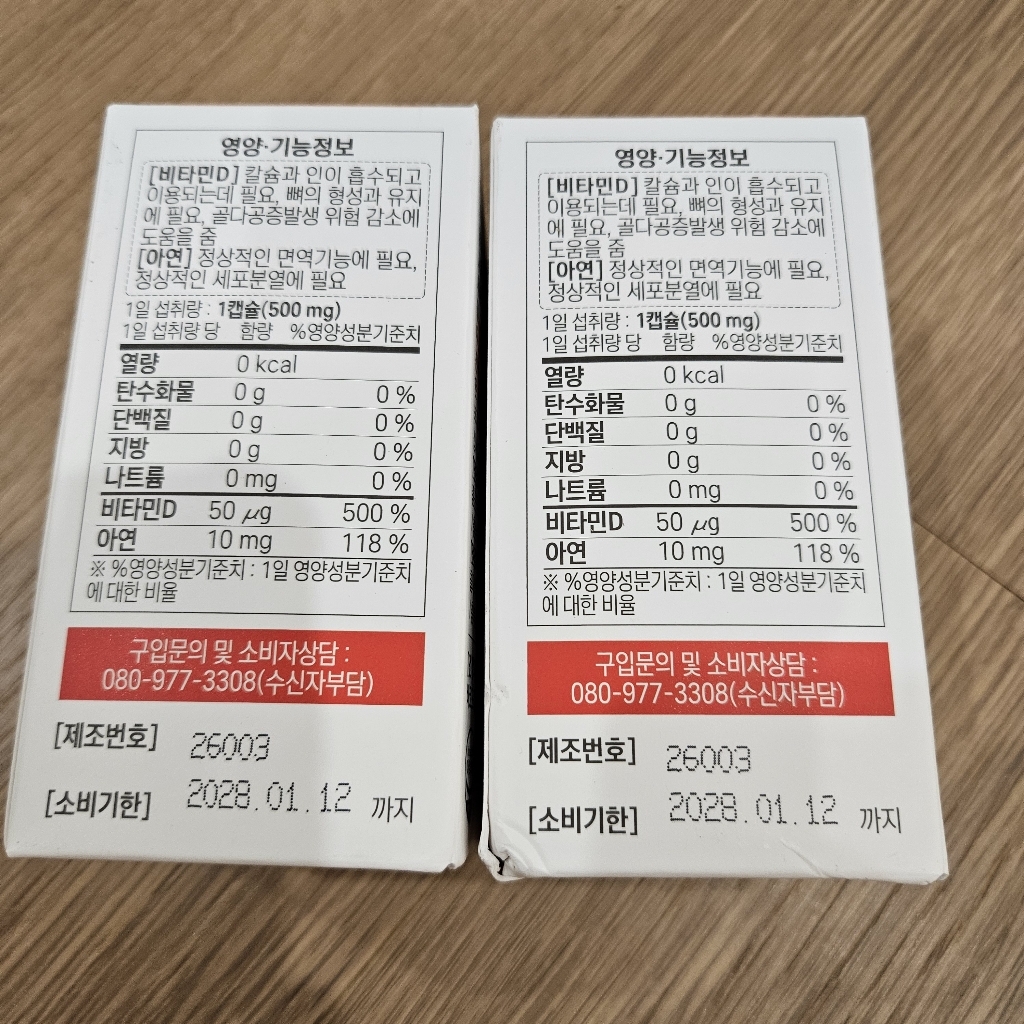 영양·기능정보
[비타민D] 칼슘과 인이 흡수되고
이용되는데 필요, 뼈의 형성과 유지
에 필요, 골다공증발생 위험 감소에
도움을 줌
[아연] 정상적인 면역기능에 필요,
정상적인 세포분열에 필요
1일 섭취량 : 1캡슐(500 mg)
1일 섭취량 당 함량 %영양성분기준치
열량 0 kcal
탄수화물 0 g 0 %
단백질 0 g 0 %
지방 0 g 0 %
나트륨 0 mg 0 %
비타민D 50 µg 500 %
아연 10 mg 118 %
※ %영양성분기준치 : 1일 영양성분기준치
에 대한 비율
구입문의 및 소비자상담 :
080-977-3308(수신자부담)
[제조번호] 26003
[소비기한] 2028.01.12 까지
영양·기능정보
[비타민D] 칼슘과 인이 흡수되고
이용되는데 필요, 뼈의 형성과 유지
에 필요, 골다공증발생 위험 감소에
도움을 줌
[아연] 정상적인 면역기능에 필요,
정상적인 세포분열에 필요
1일 섭취량 : 1캡슐(500 mg)
1일 섭취량 당 함량 %영양성분기준치
열량 0 kcal
탄수화물 0 g 0 %
단백질 0 g 0 %
지방 0 g 0 %
나트륨 0 mg 0 %
비타민D 50 µg 500 %
아연 10 mg 118 %
※ %영양성분기준치 : 1일 영양성분기준치
에 대한 비율
구입문의 및 소비자상담 :
080-977-3308(수신자부담)
[제조번호] 26003
[소비기한] 2028.01.12 까지